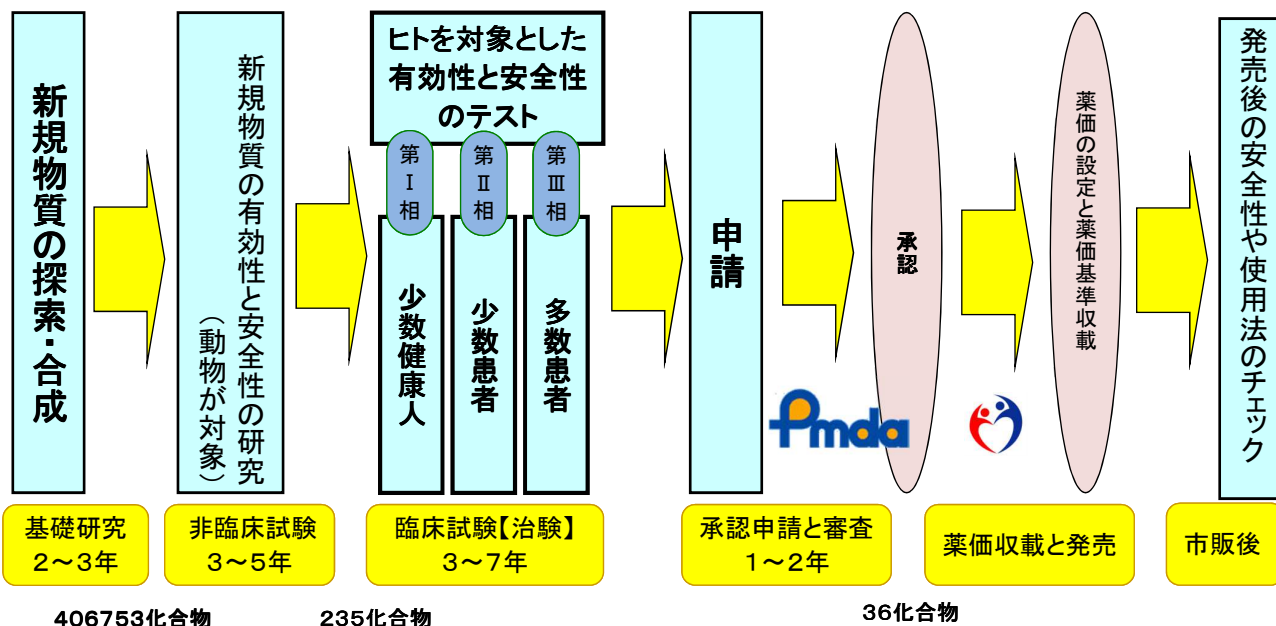 新規物質の探索・合成
新規物質の有効性と安全性の研究
（動物が対象）
ヒトを対象とした
有効性と安全性
のテスト
第Ⅰ相
第Ⅱ相
第Ⅲ相
少数健康人
少数患者
多数患者
申請
承認
薬価の設定と薬価基準収載
発売後の安全性や使用法のチェック
Pmda
基礎研究
２～３年
非臨床試験
３～５年
臨床試験【治験】
３～７年
承認申請と審査
１～２年
薬価収載と発売
市販後
406753化合物
235化合物
36化合物